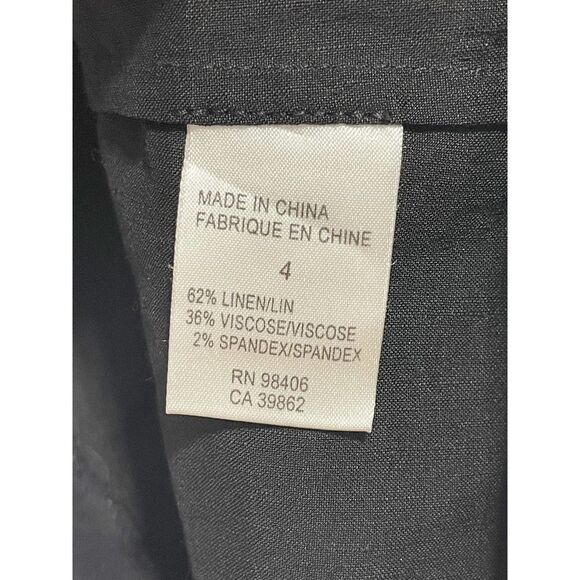 MADE IN CHINA
FABRIQUE EN CHINE
4
62% LINEN/LIN
36% VISCOSE/VISCOSE
2% SPANDEX/SPANDEX
RN 98406
CA 39862